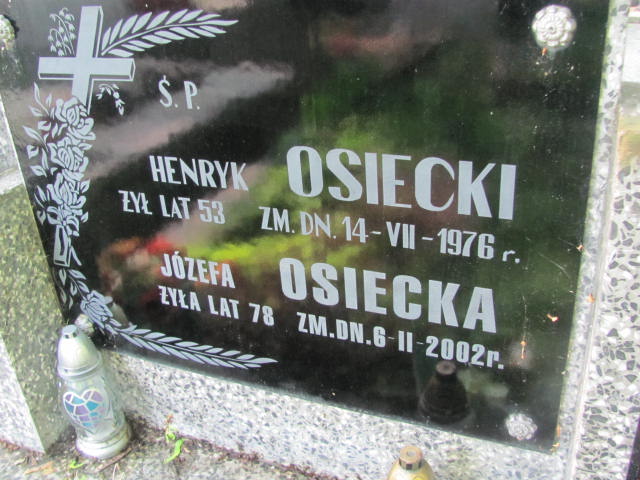 Ś. P.
HENRYK OSIECKI
ŻYŁ LAT 53 ZM. DN. 14-VII-1976 r.
JÓZEFA OSIECKA
ŻYŁA LAT 78 ZM.DN.6-II-2002r.